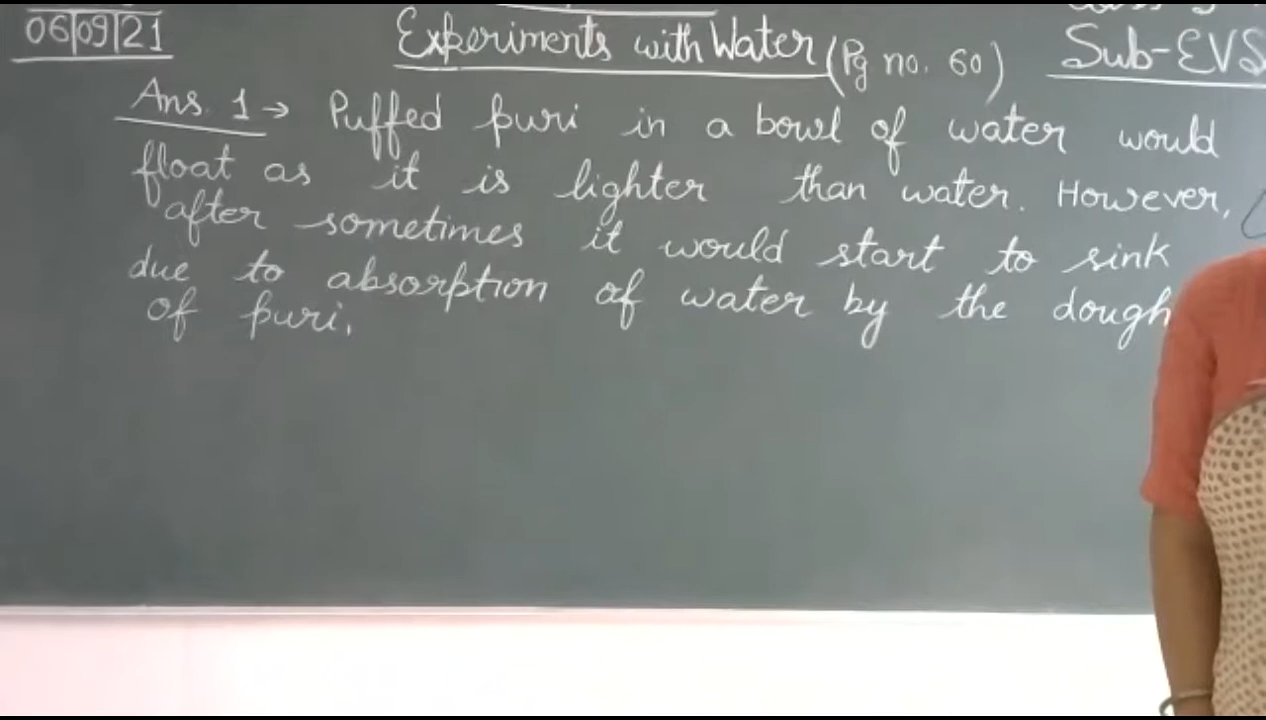 06|09|21
Experiments with Water (Pg no. 60)
Sub-EVS
Ans. 1 → Puffed puri in a bowl of water would
float as it is lighter than water. However,
after sometimes it would start to sink
due to absorption of water by the dough
of puri.